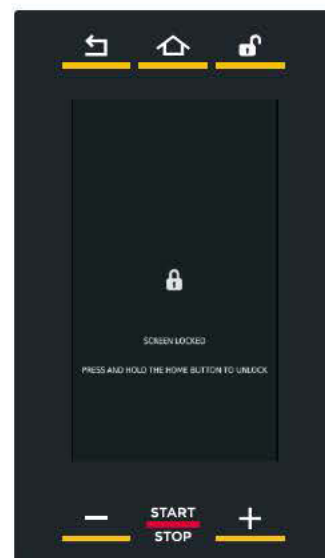 SCREEN LOCKED
PRESS AND HOLD THE HOME BUTTON TO UNLOCK
START
STOP